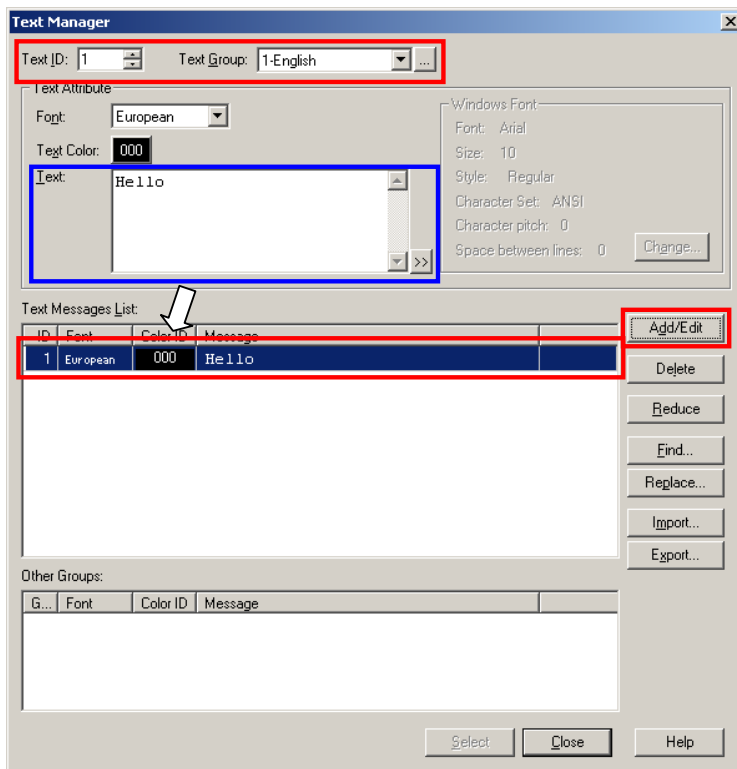 Text Manager
Text ID: 1 Text Group: 1-English ...
Text Attribute
Font: European
Text Color: 000
Text: Hello
>>
Windows Font
Font: Arial
Size: 10
Style: Regular
Character Set: ANSI
Character pitch: 0
Space between lines: 0 Change...
Text Messages List:
ID Font Color ID Message
1 European 000 Hello
Add/Edit
Delete
Reduce
Find...
Replace...
Import...
Export...
Other Groups:
G... Font Color ID Message
Select Close Help